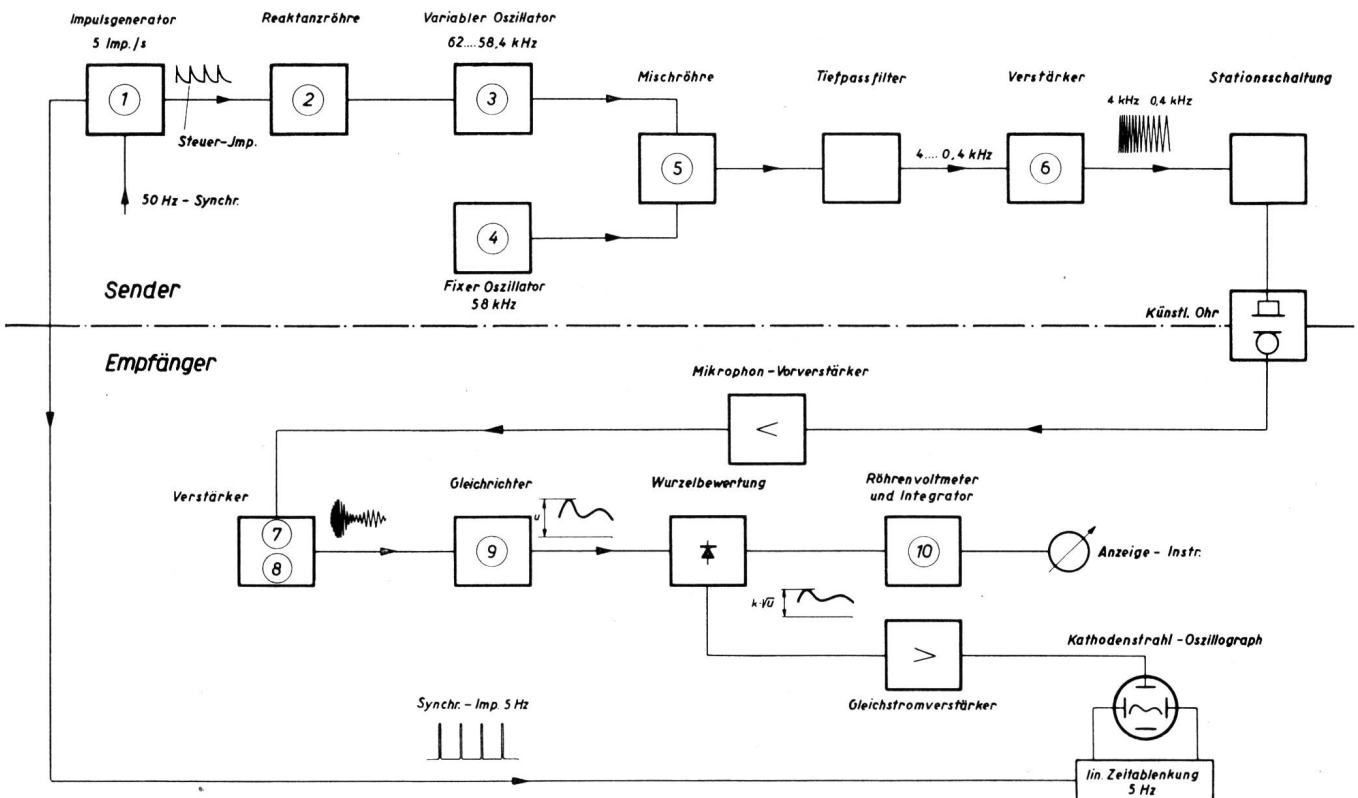 Impulsgenerator
5 Imp./s
Reaktanzröhre
Variabler Oszillator
62....58,4 kHz
Mischröhre
Tiefpassfilter
Verstärker
Stationsschaltung
1
2
3
Steuer-Imp.
4 kHz 0,4 kHz
5
4....0,4 kHz
6
50 Hz - Synchr.
4
Fixer Oszillator
58 kHz
Sender
Künstl. Ohr
Empfänger
Mikrophon-Vorverstärker
<
Verstärker
Gleichrichter
Wurzelbewertung
Röhrenvoltmeter
und Integrator
7
8
u
9
10
Anzeige - Instr.
k·√u
>
Kathodenstrahl - Oszillograph
Gleichstromverstärker
Synchr. - Imp. 5 Hz
lin. Zeitablenkung
5 Hz